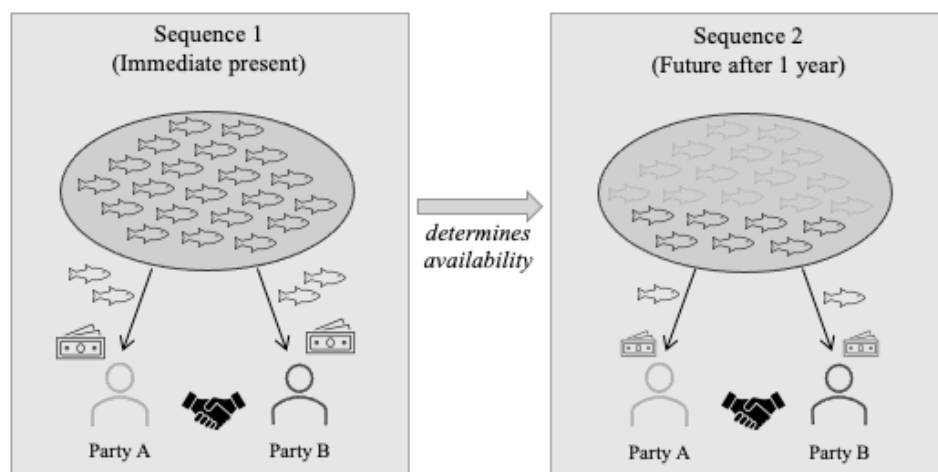 Sequence 1
(Immediate present)
Party A
Party B
determines
availability
Sequence 2
(Future after 1 year)
Party A
Party B